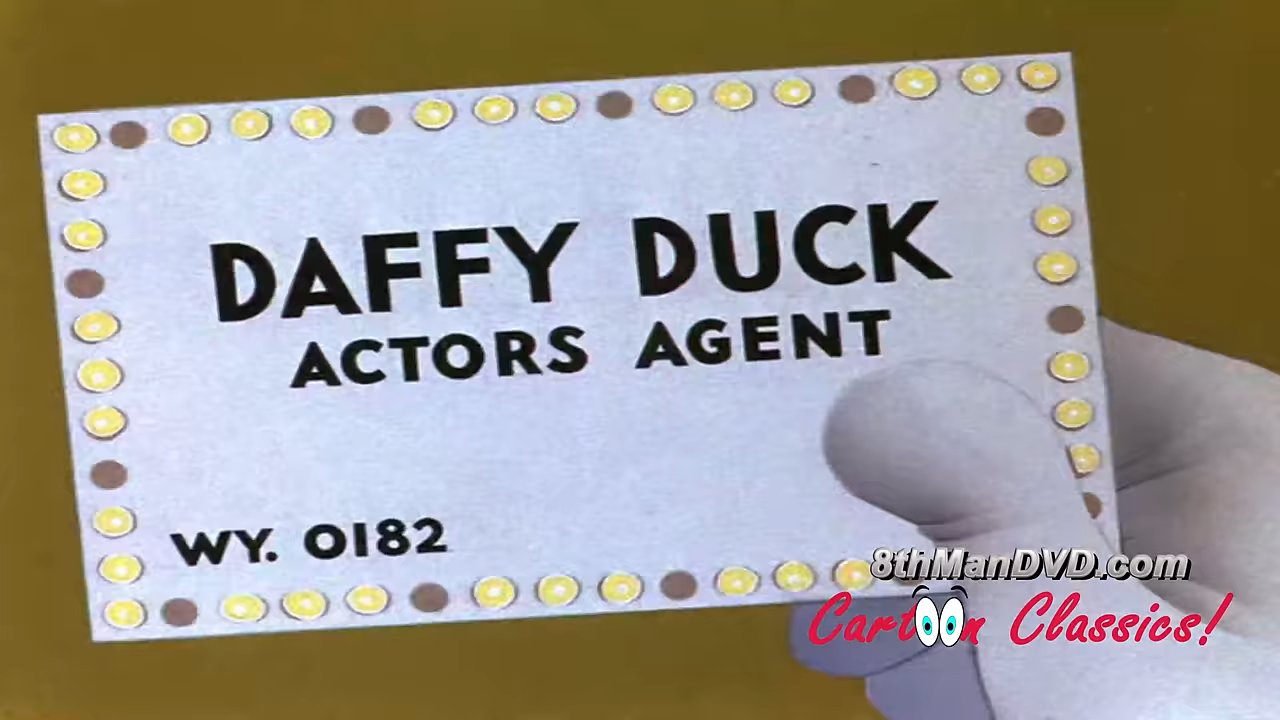 DAFFY DUCK
ACTORS AGENT
WY. 0182
8thManDVD.com
Cartoon Classics!